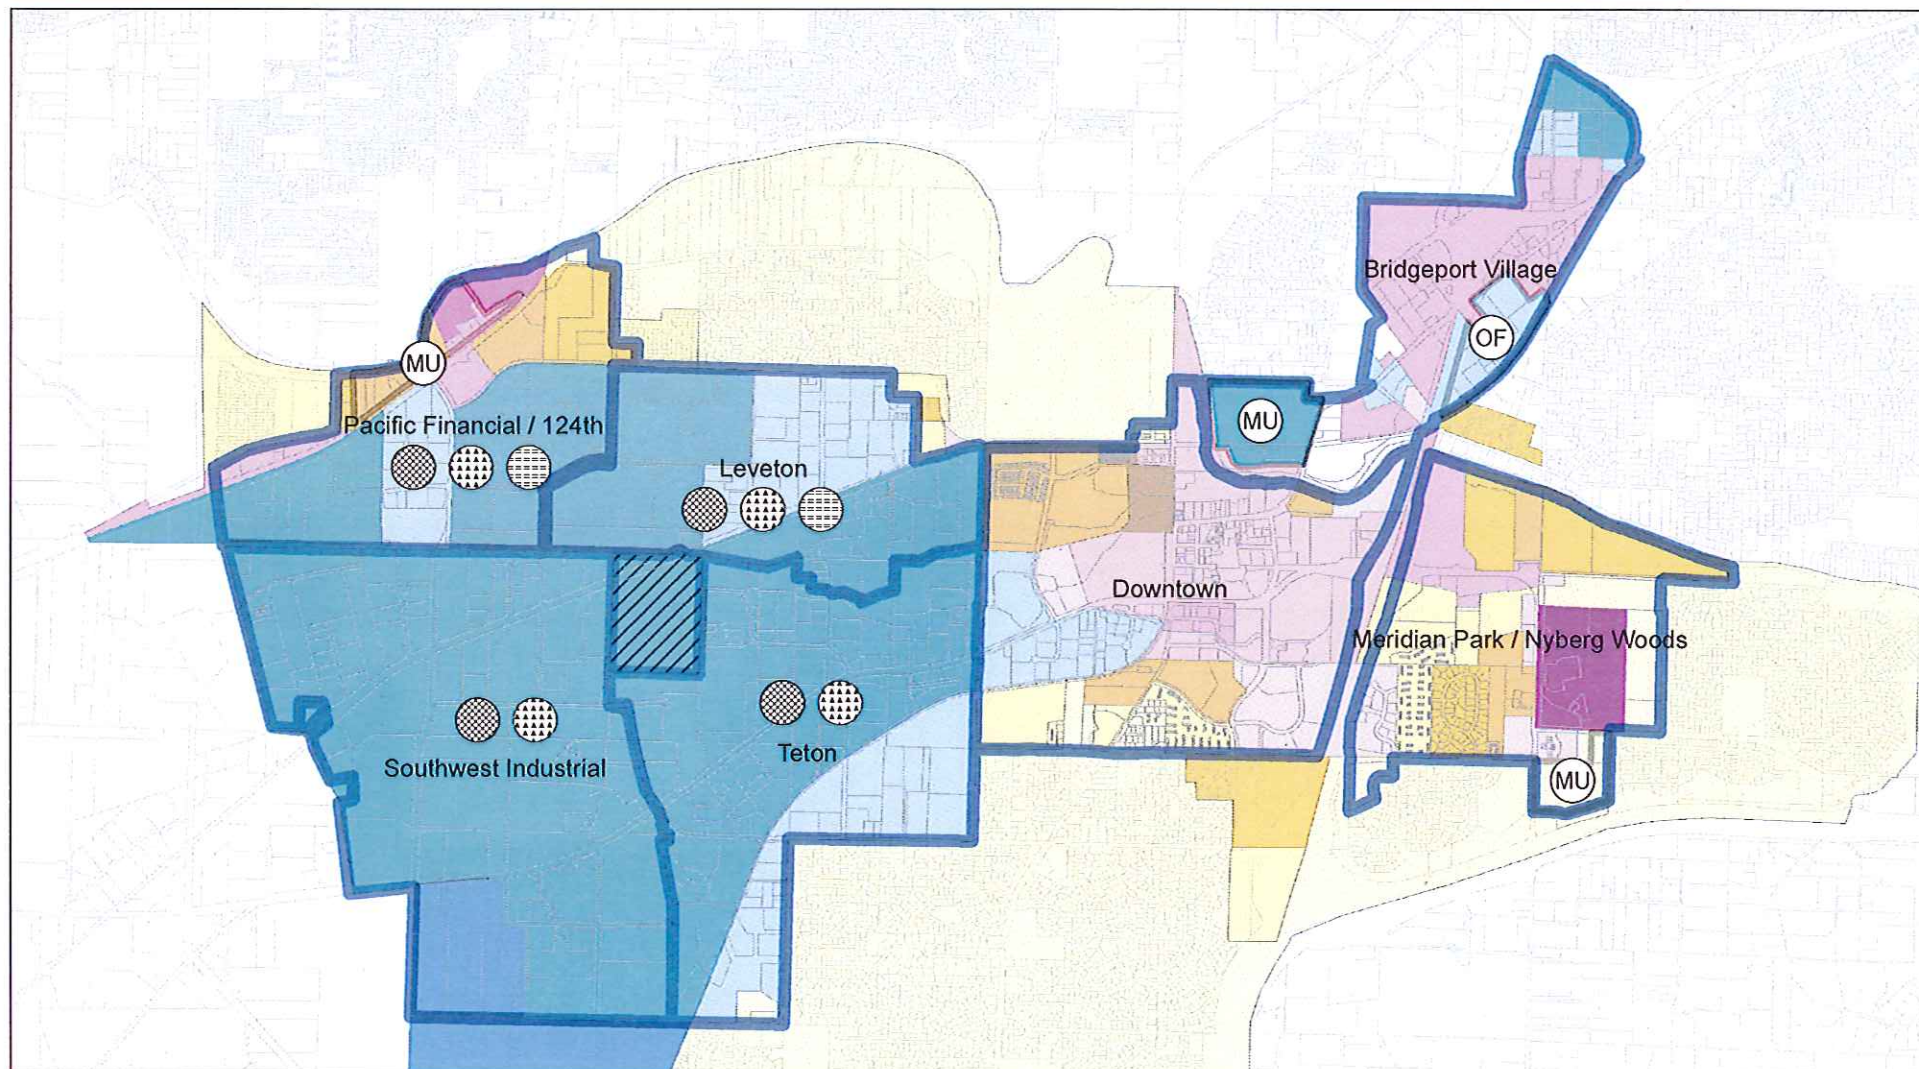 Bridgeport Village
OF
MU
Pacific Financial / 124th
MU
Leveton
Downtown
Meridian Park / Nyberg Woods
Teton
Southwest Industrial
MU